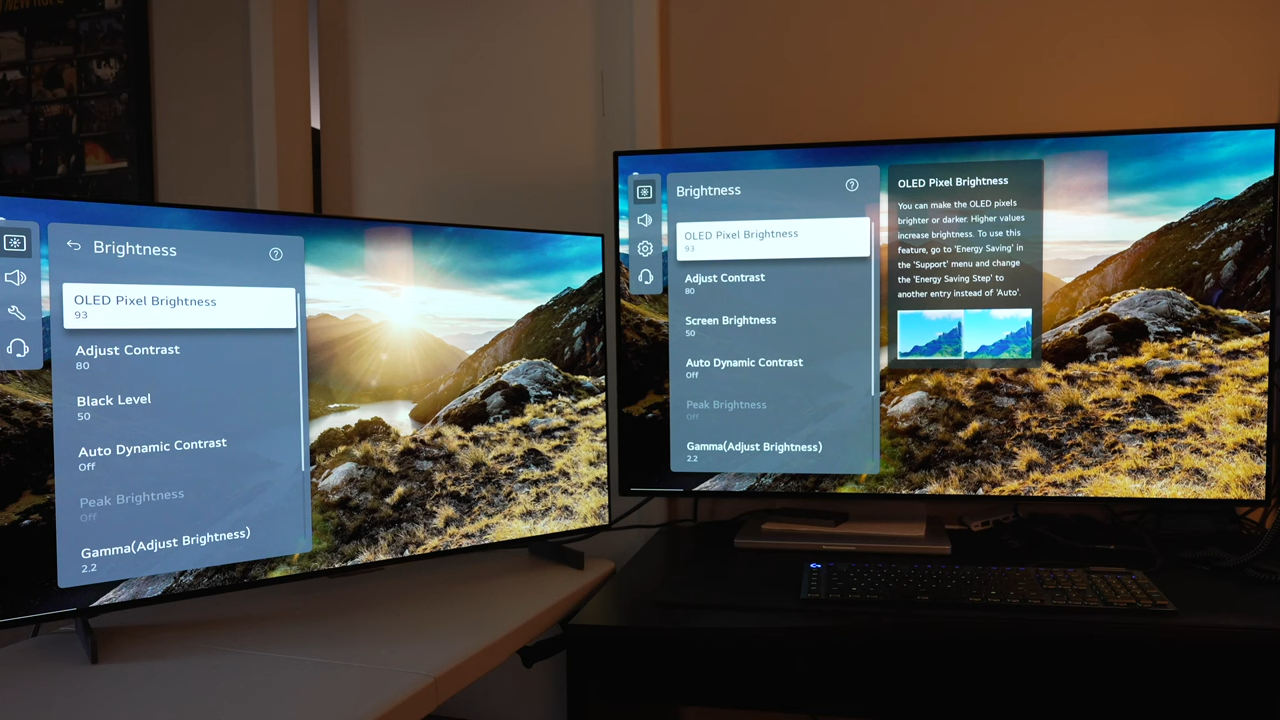 Brightness
OLED Pixel Brightness
93
Adjust Contrast
80
Black Level
50
Auto Dynamic Contrast
Off
Peak Brightness
Off
Gamma(Adjust Brightness)
2.2
Brightness
OLED Pixel Brightness
93
Adjust Contrast
80
Screen Brightness
50
Auto Dynamic Contrast
Off
Peak Brightness
Off
Gamma(Adjust Brightness)
2.2
OLED Pixel Brightness
You can make the OLED pixels
brighter or darker. Higher values
increase brightness. To use this
feature, go to 'Energy Saving' in
the 'Support' menu and change
the 'Energy Saving Step' to
another entry instead of 'Auto'.